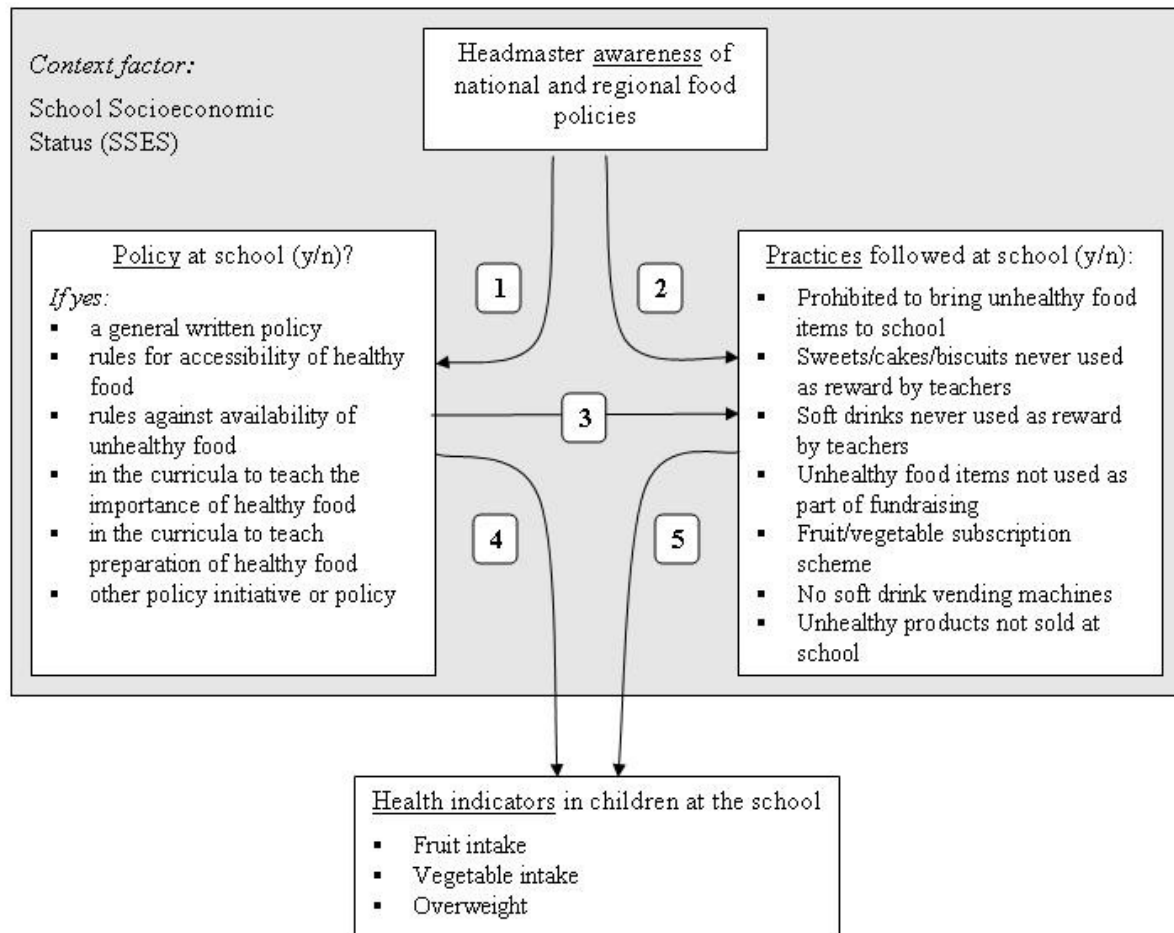 Context factor:
School Socioeconomic
Status (SSES)
Headmaster awareness of
national and regional food
policies
Policy at school (y/n)?
If yes:
▪ a general written policy
▪ rules for accessibility of healthy
food
▪ rules against availability of
unhealthy food
▪ in the curricula to teach the
importance of healthy food
▪ in the curricula to teach
preparation of healthy food
▪ other policy initiative or policy
1
2
3
4
5
Practices followed at school (y/n):
▪ Prohibited to bring unhealthy food
items to school
▪ Sweets/cakes/biscuits never used
as reward by teachers
▪ Soft drinks never used as reward
by teachers
▪ Unhealthy food items not used as
part of fundraising
▪ Fruit/vegetable subscription
scheme
▪ No soft drink vending machines
▪ Unhealthy products not sold at
school
Health indicators in children at the school
▪ Fruit intake
▪ Vegetable intake
▪ Overweight